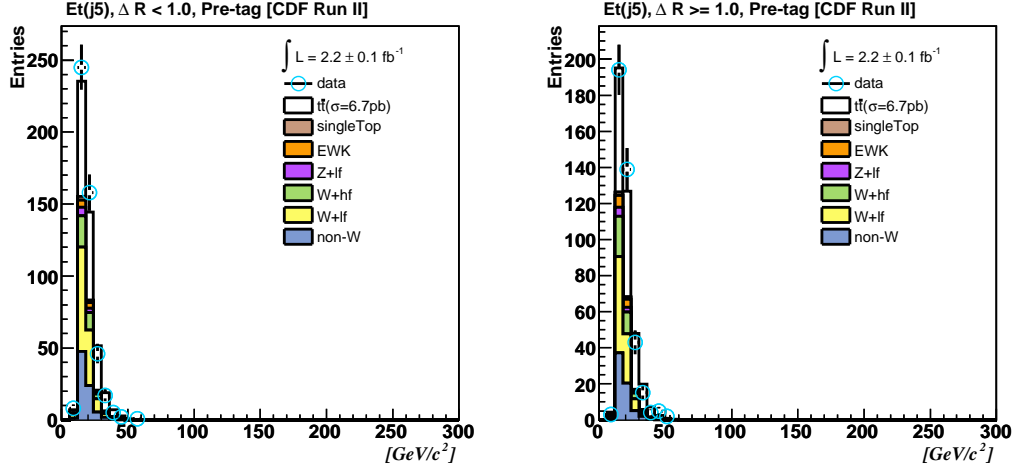 Et(j5), Δ R < 1.0, Pre-tag [CDF Run II]
Entries
250
200
150
100
50
0
∫ L = 2.2 ± 0.1 fb⁻¹
data
tt̄(σ=6.7pb)
singleTop
EWK
Z+lf
W+hf
W+lf
non-W
0 50 100 150 200 250 300
[GeV/c²]
Et(j5), Δ R >= 1.0, Pre-tag [CDF Run II]
Entries
200
180
160
140
120
100
80
60
40
20
0
∫ L = 2.2 ± 0.1 fb⁻¹
data
tt̄(σ=6.7pb)
singleTop
EWK
Z+lf
W+hf
W+lf
non-W
0 50 100 150 200 250 300
[GeV/c²]